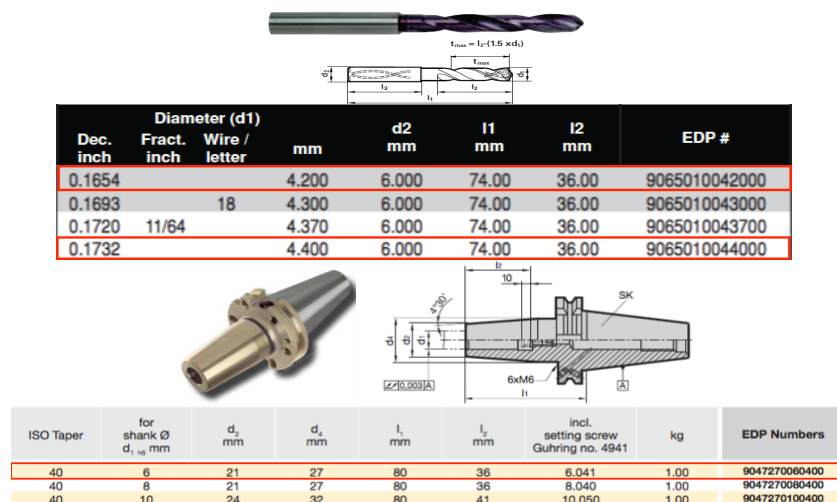 tmax = l2-(1.5 xd1)
tmax
d2
d1
l3
l2
l1
Diameter (d1)
Dec. inch Fract. inch Wire / letter mm d2 mm l1 mm l2 mm EDP #
0.1654 4.200 6.000 74.00 36.00 9065010042000
0.1693 18 4.300 6.000 74.00 36.00 9065010043000
0.1720 11/64 4.370 6.000 74.00 36.00 9065010043700
0.1732 4.400 6.000 74.00 36.00 9065010044000
l2
10
4°30'
SK
d4
d2
d1
6xM6
0,003 A
A
l1
ISO Taper for shank Ø d1 h6 mm d2 mm d4 mm l1 mm l2 mm incl. setting screw Guhring no. 4941 kg EDP Numbers
40 6 21 27 80 36 6.041 1.00 9047270060400
40 8 21 27 80 36 8.040 1.00 9047270080400
40 10 24 32 80 41 10.050 1.00 9047270100400